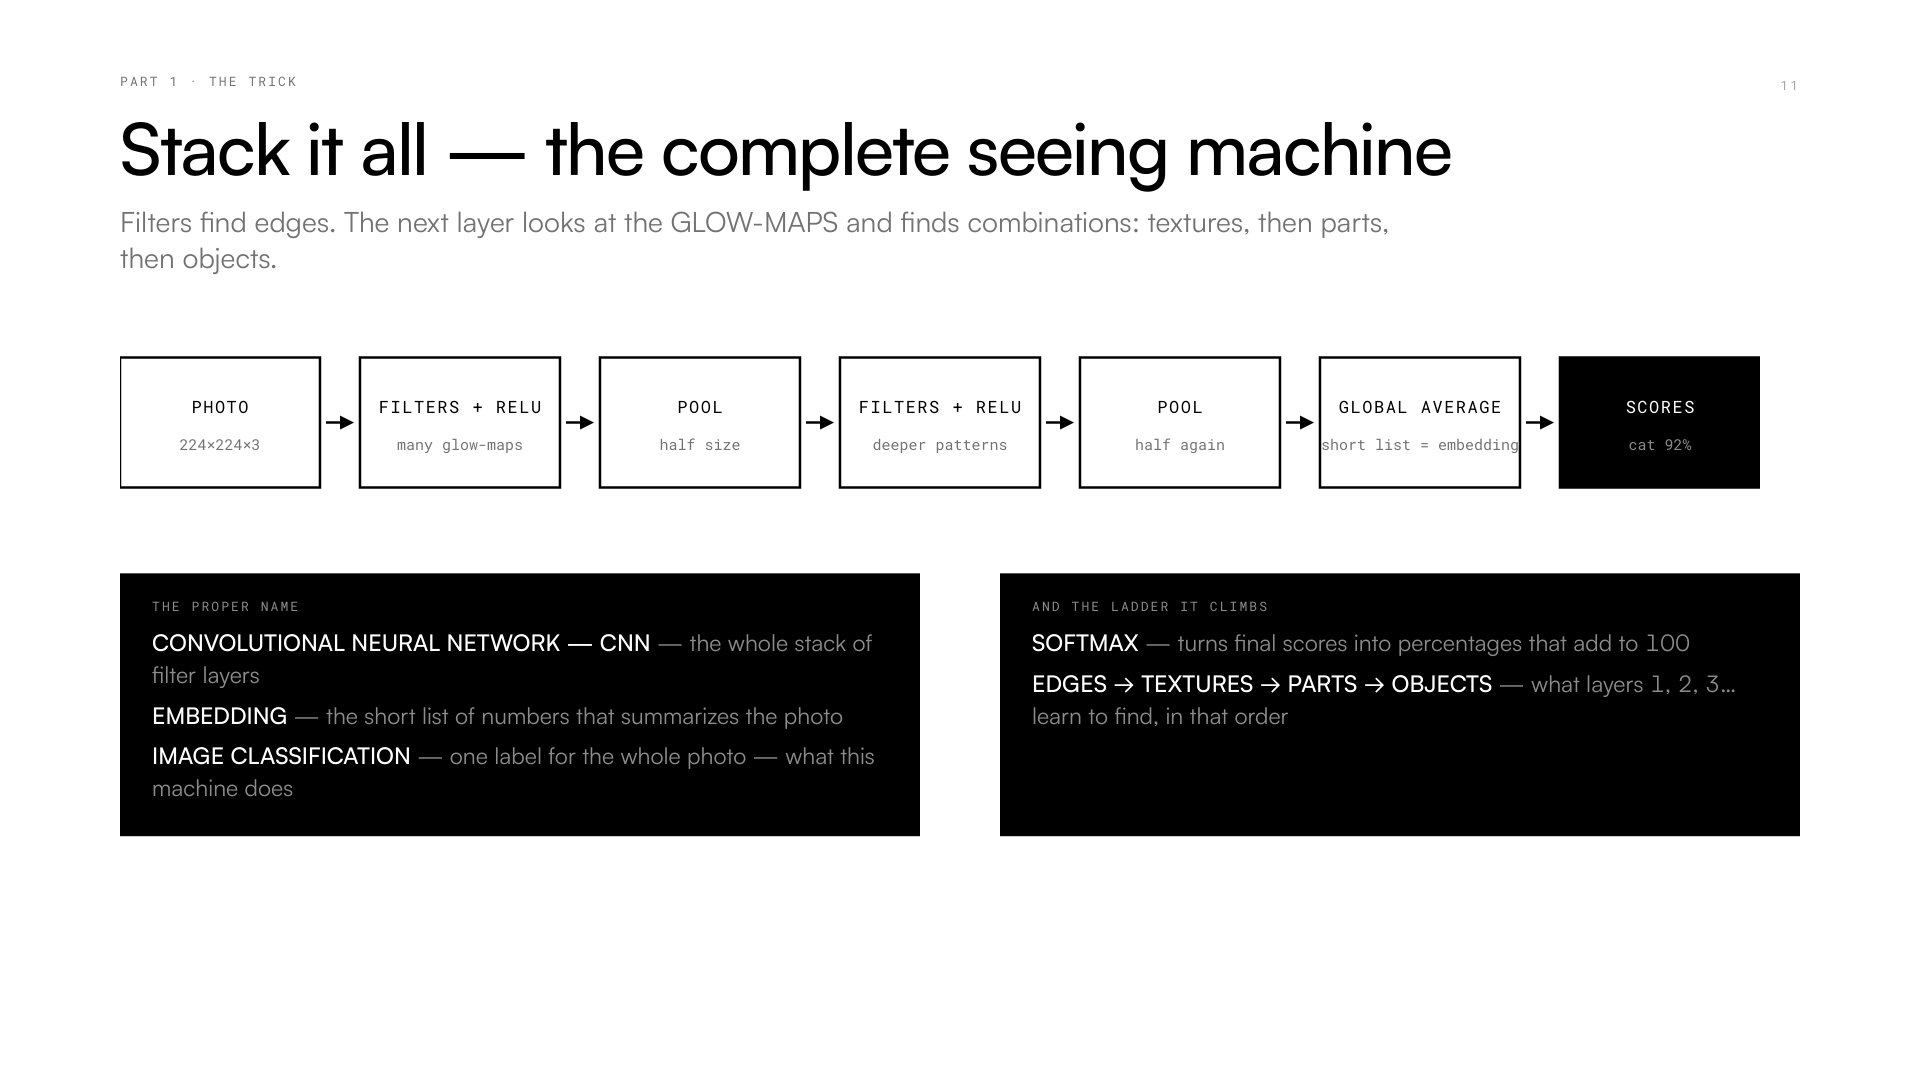 PART 1 · THE TRICK
11
Stack it all — the complete seeing machine
Filters find edges. The next layer looks at the GLOW-MAPS and finds combinations: textures, then parts,
then objects.
PHOTO
224×224×3
FILTERS + RELU
many glow-maps
POOL
half size
FILTERS + RELU
deeper patterns
POOL
half again
GLOBAL AVERAGE
short list = embedding
SCORES
cat 92%
THE PROPER NAME
CONVOLUTIONAL NEURAL NETWORK — CNN — the whole stack of
filter layers
EMBEDDING — the short list of numbers that summarizes the photo
IMAGE CLASSIFICATION — one label for the whole photo — what this
machine does
AND THE LADDER IT CLIMBS
SOFTMAX — turns final scores into percentages that add to 100
EDGES → TEXTURES → PARTS → OBJECTS — what layers 1, 2, 3…
learn to find, in that order